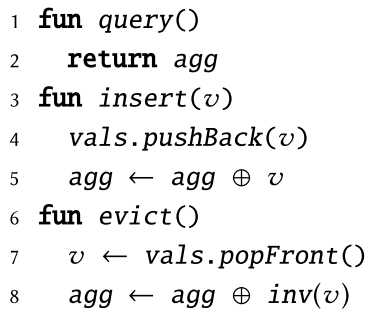 1 fun query()
2 return agg
3 fun insert(v)
4 vals.pushBack(v)
5 agg ← agg ⊕ v
6 fun evict()
7 v ← vals.popFront()
8 agg ← agg ⊕ inv(v)